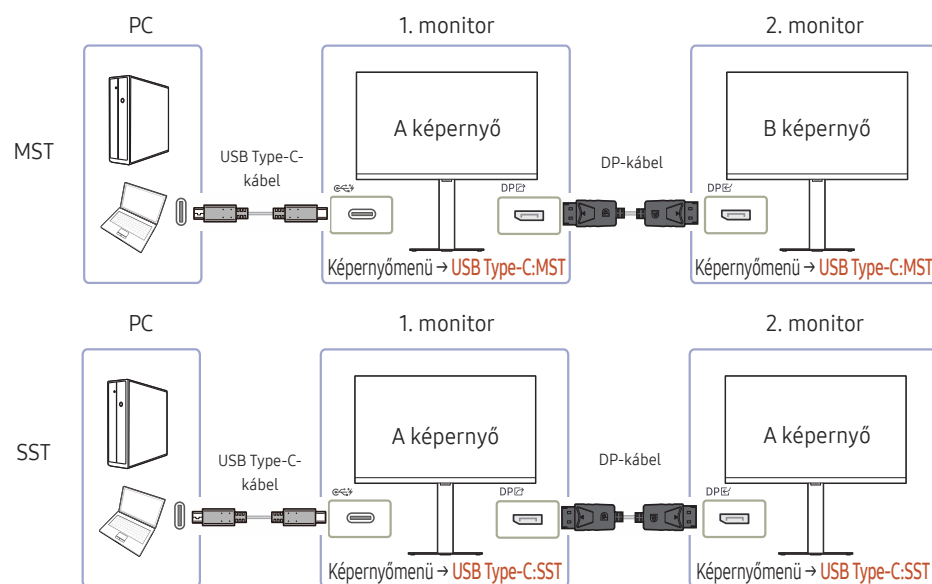 PC
1. monitor
2. monitor
MST
USB Type-C-
kábel
A képernyő
DP
DP-kábel
DP
B képernyő
Képernyőmenü → USB Type-C:MST
Képernyőmenü → USB Type-C:MST
PC
1. monitor
2. monitor
SST
USB Type-C-
kábel
A képernyő
DP
DP-kábel
DP
A képernyő
Képernyőmenü → USB Type-C:SST
Képernyőmenü → USB Type-C:SST